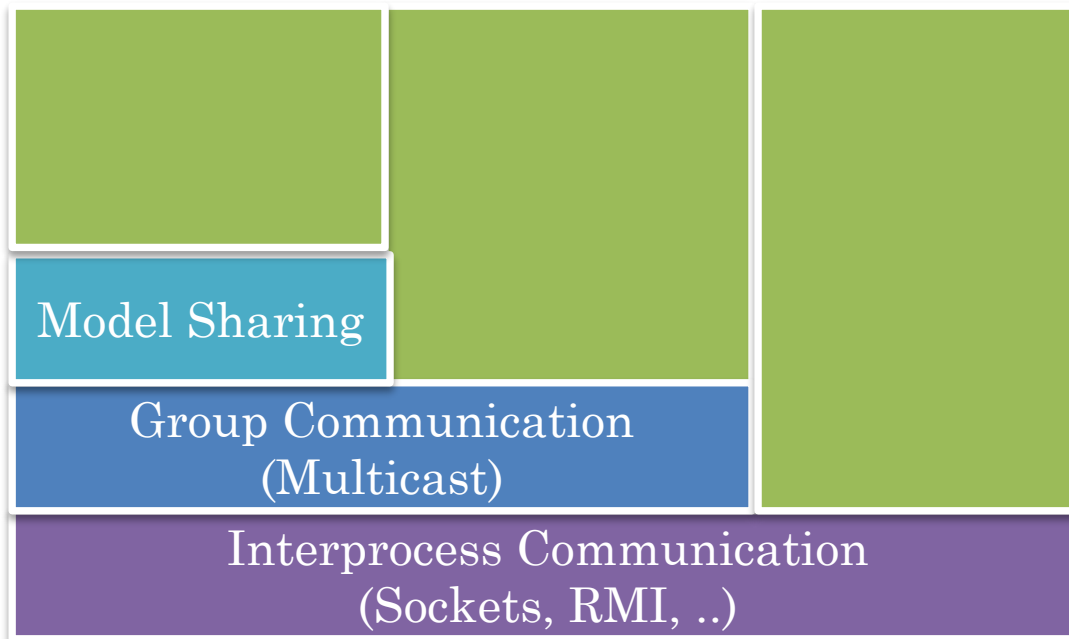 Model Sharing
Group Communication
(Multicast)
Interprocess Communication
(Sockets, RMI, ..)